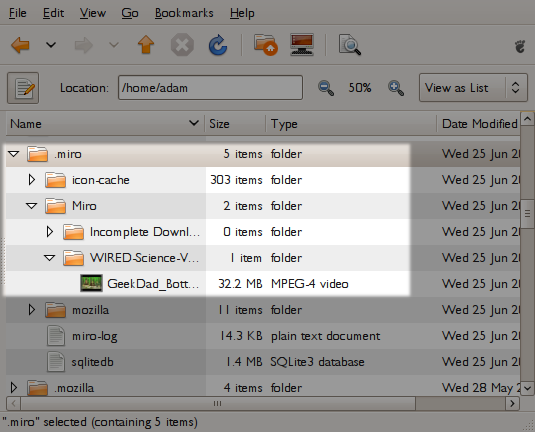 File Edit View Go Bookmarks Help
Location: /home/adam 50% View as List
Name Size Type Date Modified
.miro 5 items folder Wed 25 Jun 20
icon-cache 303 items folder Wed 25 Jun 20
Miro 2 items folder Wed 25 Jun 20
Incomplete Downl... 0 items folder Wed 25 Jun 20
WIRED-Science-V... 1 item folder Wed 25 Jun 20
GeekDad_Bott... 32.2 MB MPEG-4 video Wed 25 Jun 20
mozilla 11 items folder Wed 25 Jun 20
miro-log 14.3 KB plain text document Wed 25 Jun 20
sqlitedb 1.4 MB SQLite3 database Wed 25 Jun 20
.mozilla 4 items folder Wed 28 May 2
".miro" selected (containing 5 items)